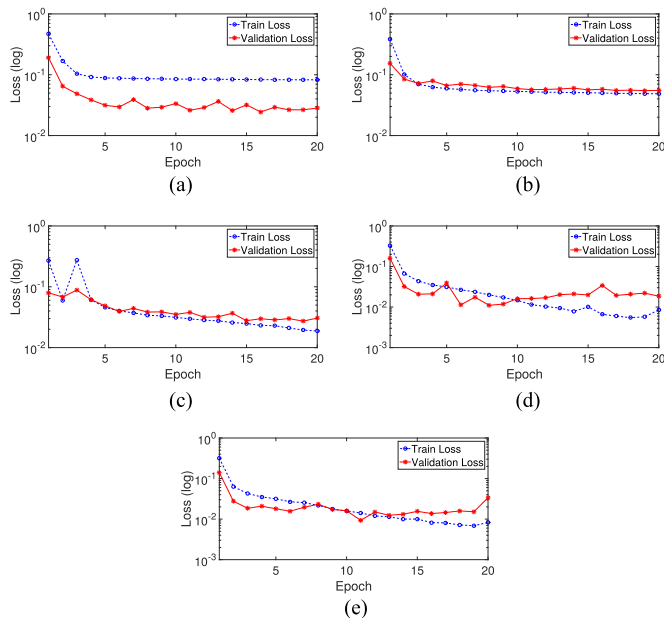 10^0
10^-1
10^-2
Loss (log)
Train Loss
Validation Loss
5 10 15 20
Epoch
(a)
10^0
10^-1
10^-2
Loss (log)
Train Loss
Validation Loss
5 10 15 20
Epoch
(b)
10^0
10^-1
10^-2
Loss (log)
Train Loss
Validation Loss
5 10 15 20
Epoch
(c)
10^0
10^-1
10^-2
10^-3
Loss (log)
Train Loss
Validation Loss
5 10 15 20
Epoch
(d)
10^0
10^-1
10^-2
10^-3
Loss (log)
Train Loss
Validation Loss
5 10 15 20
Epoch
(e)